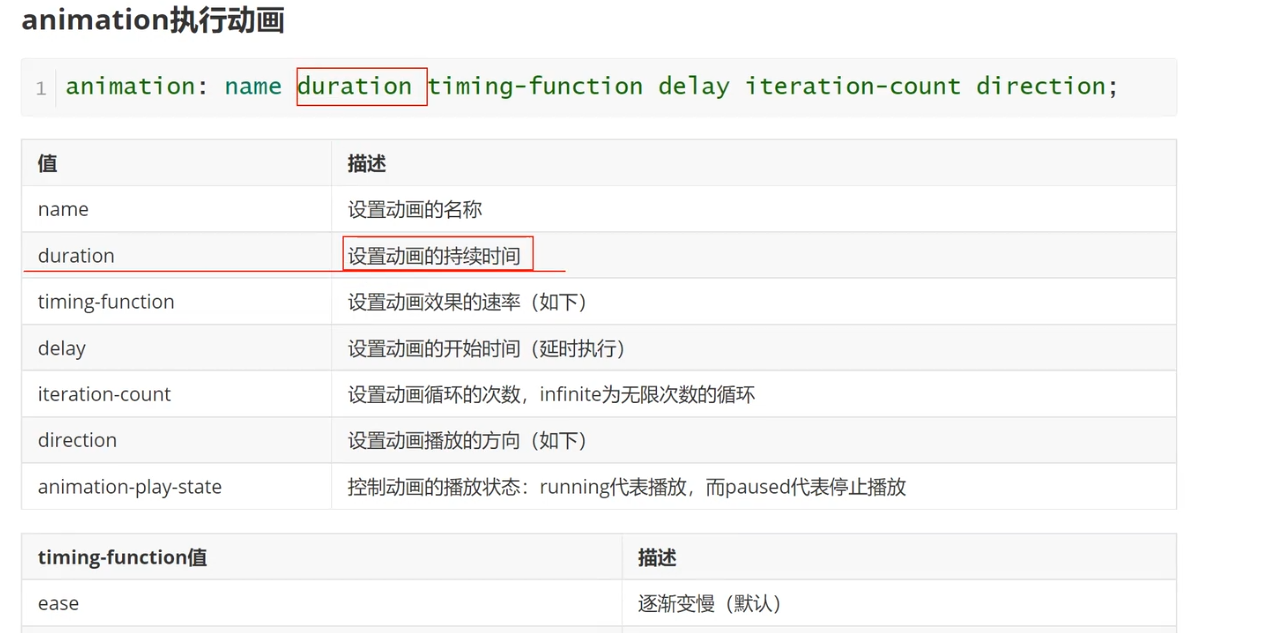 animation执行动画
1 animation: name duration timing-function delay iteration-count direction;
值 描述
name 设置动画的名称
duration 设置动画的持续时间
timing-function 设置动画效果的速率（如下）
delay 设置动画的开始时间（延时执行）
iteration-count 设置动画循环的次数，infinite为无限次数的循环
direction 设置动画播放的方向（如下）
animation-play-state 控制动画的播放状态：running代表播放，而paused代表停止播放
timing-function值 描述
ease 逐渐变慢（默认）